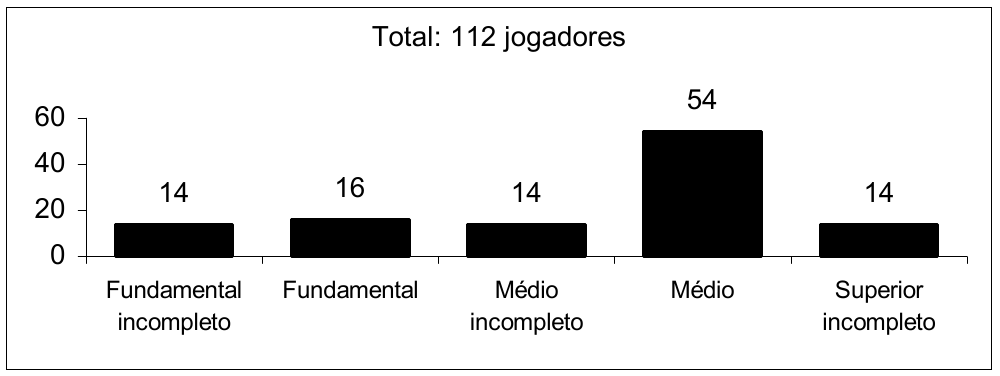 Total: 112 jogadores
60
40
20
0
14
16
14
54
14
Fundamental
incompleto
Fundamental
Médio
incompleto
Médio
Superior
incompleto